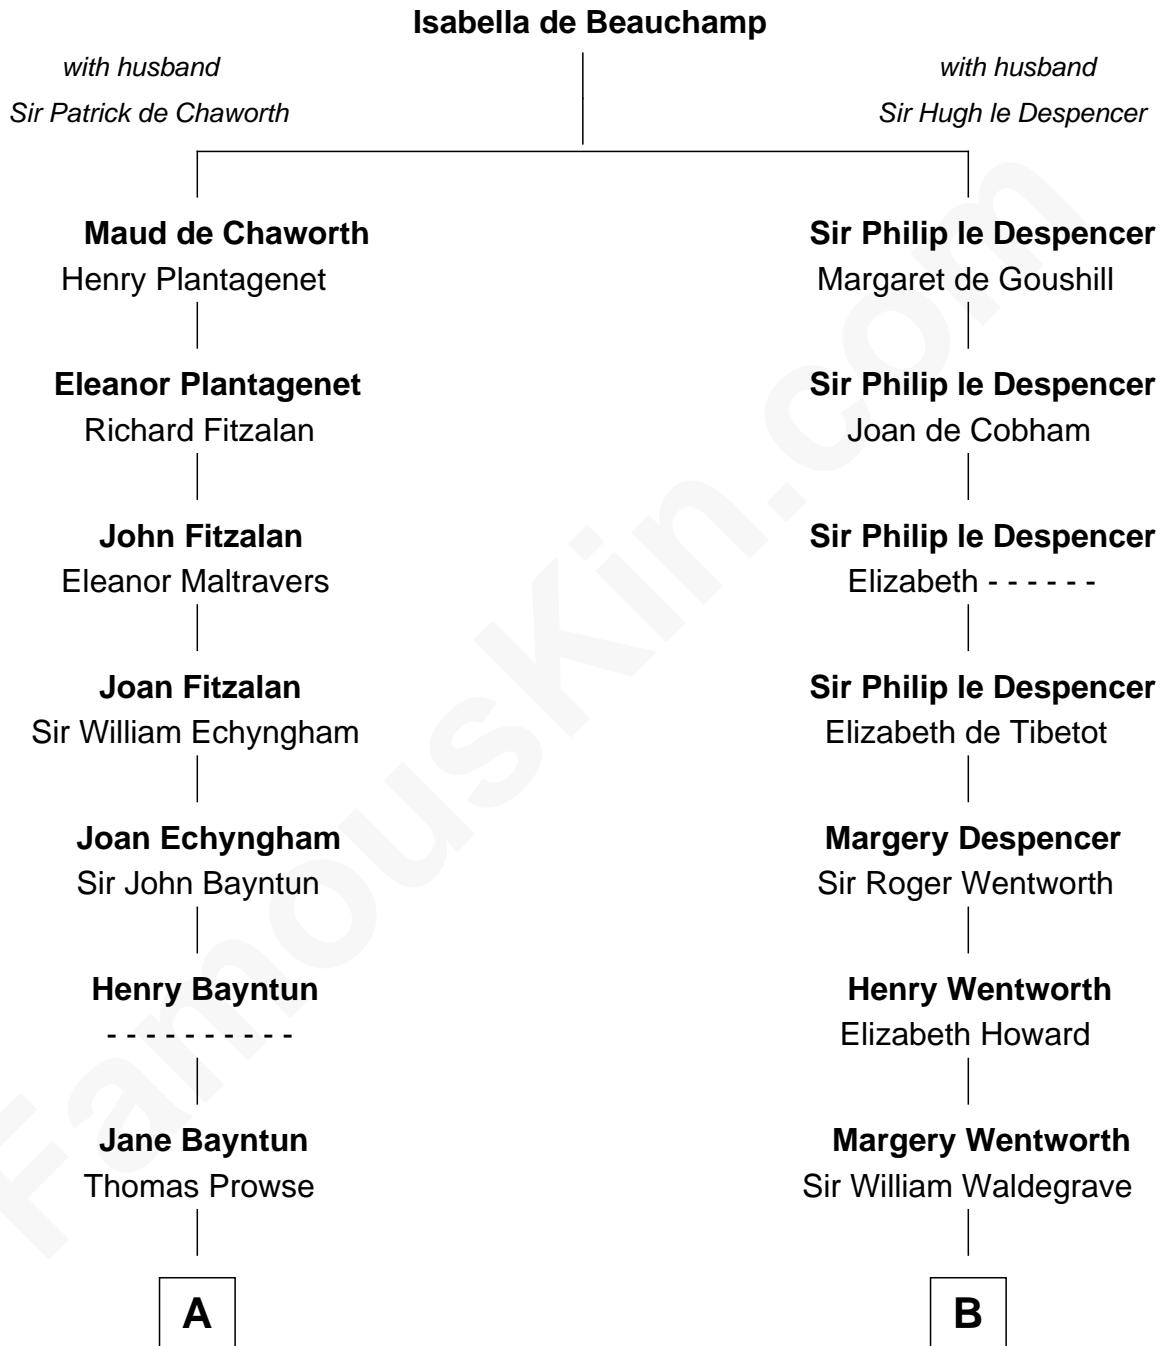 Isabella de Beauchamp
with husband
Sir Patrick de Chaworth
with husband
Sir Hugh le Despencer
Maud de Chaworth
Henry Plantagenet
Sir Philip le Despencer
Margaret de Goushill
Eleanor Plantagenet
Richard Fitzalan
Sir Philip le Despencer
Joan de Cobham
John Fitzalan
Eleanor Maltravers
Sir Philip le Despencer
Elizabeth - - - - - -
Joan Fitzalan
Sir William Echyngham
Sir Philip le Despencer
Elizabeth de Tibetot
Joan Echyngham
Sir John Bayntun
Margery Despencer
Sir Roger Wentworth
Henry Bayntun
- - - - - - - - - -
Henry Wentworth
Elizabeth Howard
Jane Bayntun
Thomas Prowse
Margery Wentworth
Sir William Waldegrave
A
B
FamousKin.com